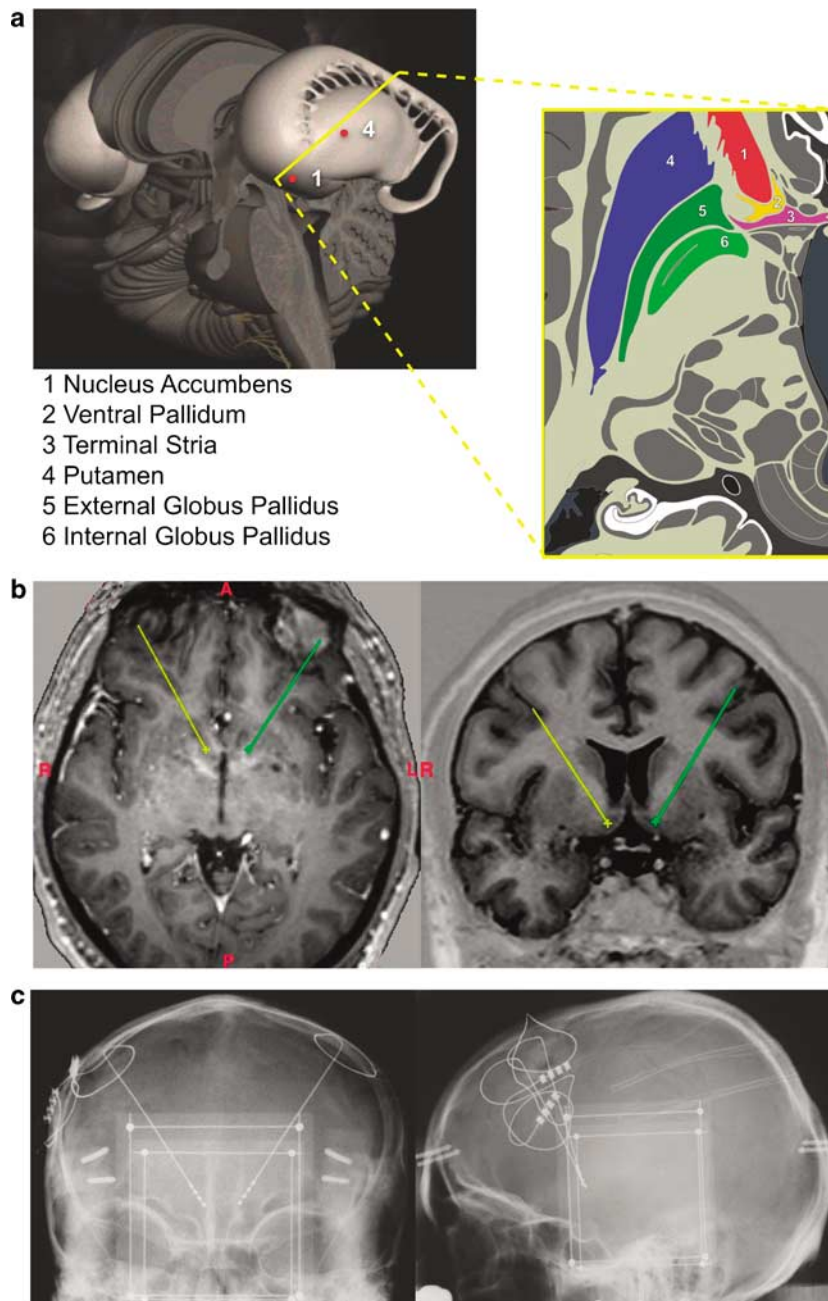 a
4
1
1
4
2
3
5
6
1 Nucleus Accumbens
2 Ventral Pallidum
3 Terminal Stria
4 Putamen
5 External Globus Pallidus
6 Internal Globus Pallidus
b
A
R
LR
P
c